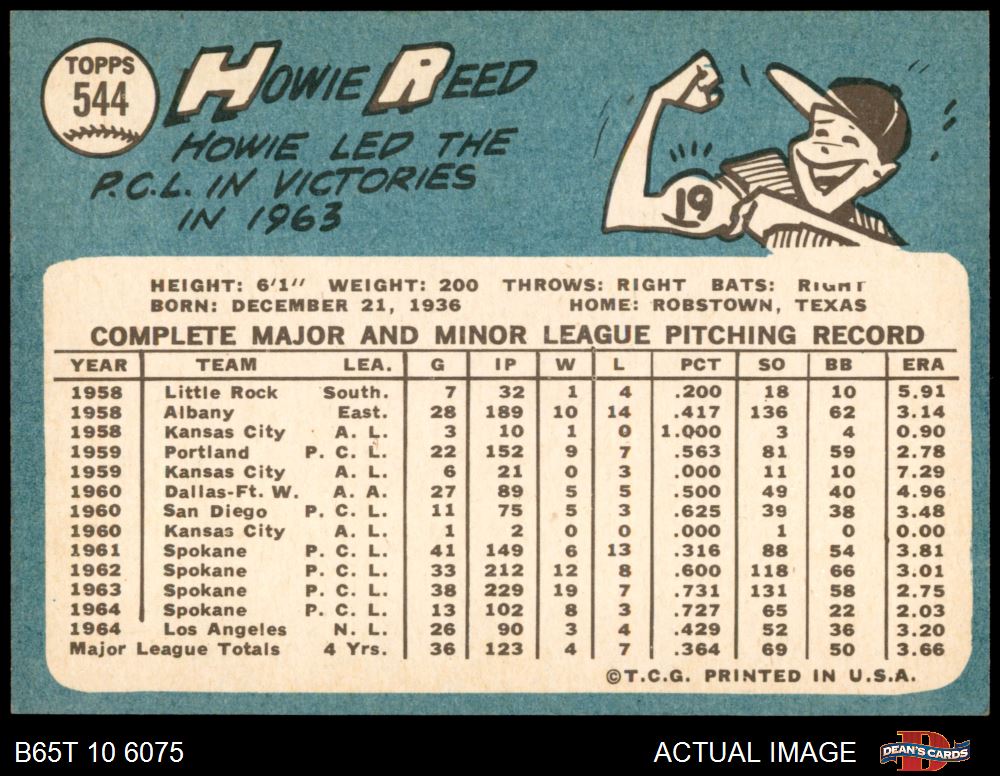 TOPPS
544
HOWIE REED
HOWIE LED THE
P.C.L. IN VICTORIES
IN 1963
19
HEIGHT: 6'1" WEIGHT: 200 THROWS: RIGHT BATS: RIGHT
BORN: DECEMBER 21, 1936 HOME: ROBSTOWN, TEXAS
COMPLETE MAJOR AND MINOR LEAGUE PITCHING RECORD
YEAR TEAM LEA. G IP W L PCT SO BB ERA
1958 Little Rock South. 7 32 1 4 .200 18 10 5.91
1958 Albany East. 28 189 10 14 .417 136 62 3.14
1958 Kansas City A. L. 3 10 1 0 1.000 3 4 0.90
1959 Portland P. C. L. 22 152 9 7 .563 81 59 2.78
1959 Kansas City A. L. 6 21 0 3 .000 11 10 7.29
1960 Dallas-Ft. W. A. A. 27 89 5 5 .500 49 40 4.96
1960 San Diego P. C. L. 11 75 5 3 .625 39 38 3.48
1960 Kansas City A. L. 1 2 0 0 .000 1 0 0.00
1961 Spokane P. C. L. 41 149 6 13 .316 88 54 3.81
1962 Spokane P. C. L. 33 212 12 8 .600 118 66 3.01
1963 Spokane P. C. L. 38 229 19 7 .731 131 58 2.75
1964 Spokane P. C. L. 13 102 8 3 .727 65 22 2.03
1964 Los Angeles N. L. 26 90 3 4 .429 52 36 3.20
Major League Totals 4 Yrs. 36 123 4 7 .364 69 50 3.66
©T.C.G. PRINTED IN U.S.A.
B65T 10 6075 ACTUAL IMAGE DEAN'S CARDS